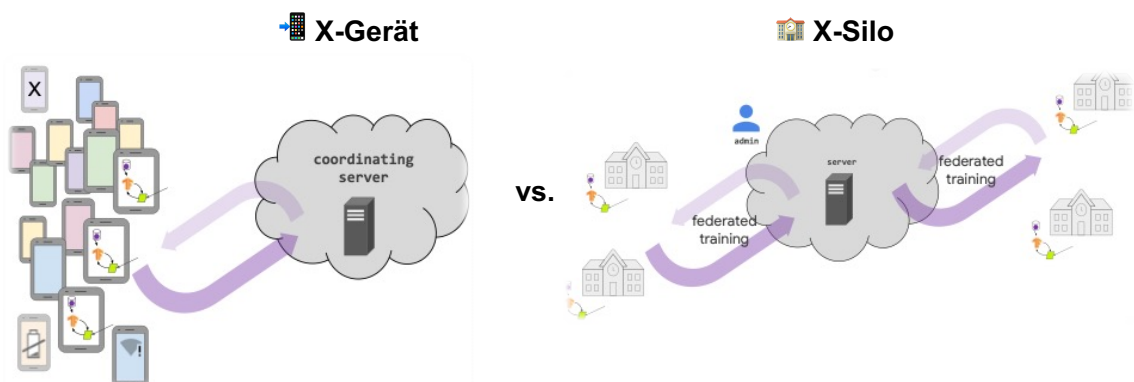 X-Gerät
X
coordinating
server
vs.
X-Silo
admin
server
federated
training
federated
training